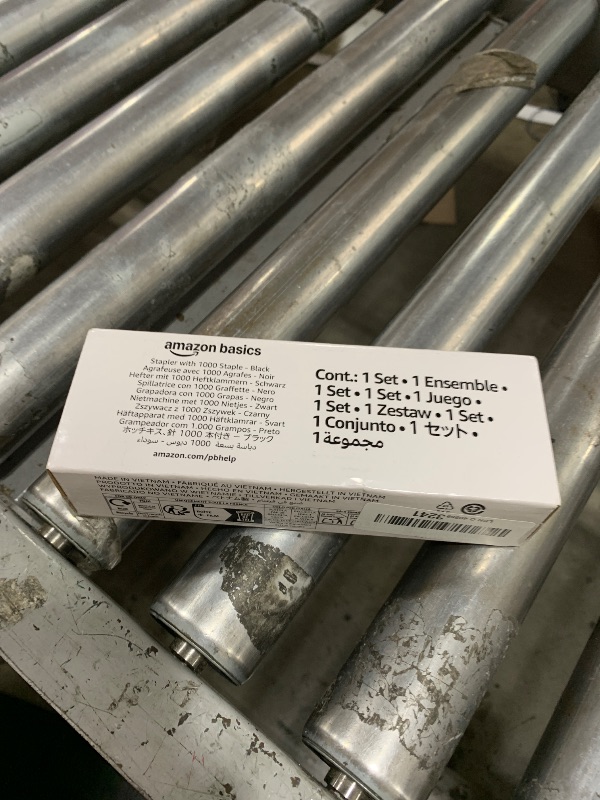 amazon basics
Stapler with 1000 Staple - Black
Agrafeuse avec 1000 Agrafes - Noir
Hefter mit 1000 Heftklammern - Schwarz
Spillatrice con 1000 Graffette - Nero
Grapadora con 1000 Grapas - Negro
Nietmachine met 1000 Nietjes - Zwart
Zszywacz z 1000 Zszywek - Czarny
Häftapparat med 1000 Häftklamrar - Svart
Grampeador com 1.000 Grampos - Preto
ホッチキス、針 1000 本付き – ブラック
دباسة بسعة 1000 دبوس - سوداء
amazon.com/pbhelp
Cont.: 1 Set • 1 Ensemble •
1 Set • 1 Set • 1 Juego •
1 Set • 1 Zestaw • 1 Set •
1 Conjunto • 1 セット •
1 مجموعة
MADE IN VIETNAM • FABRIQUÉ AU VIETNAM • HERGESTELLT IN VIETNAM